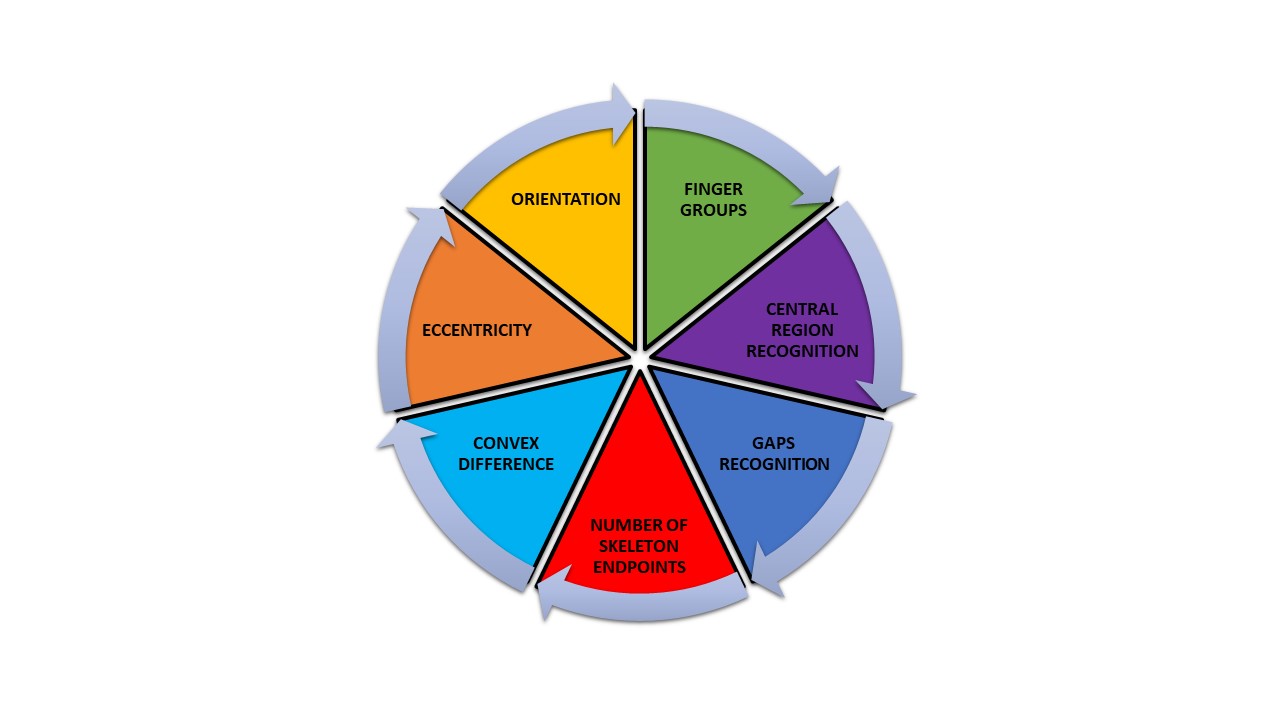 ORIENTATION
FINGER
GROUPS
CENTRAL
REGION
RECOGNITION
GAPS
RECOGNITION
NUMBER OF
SKELETON
ENDPOINTS
CONVEX
DIFFERENCE
ECCENTRICITY